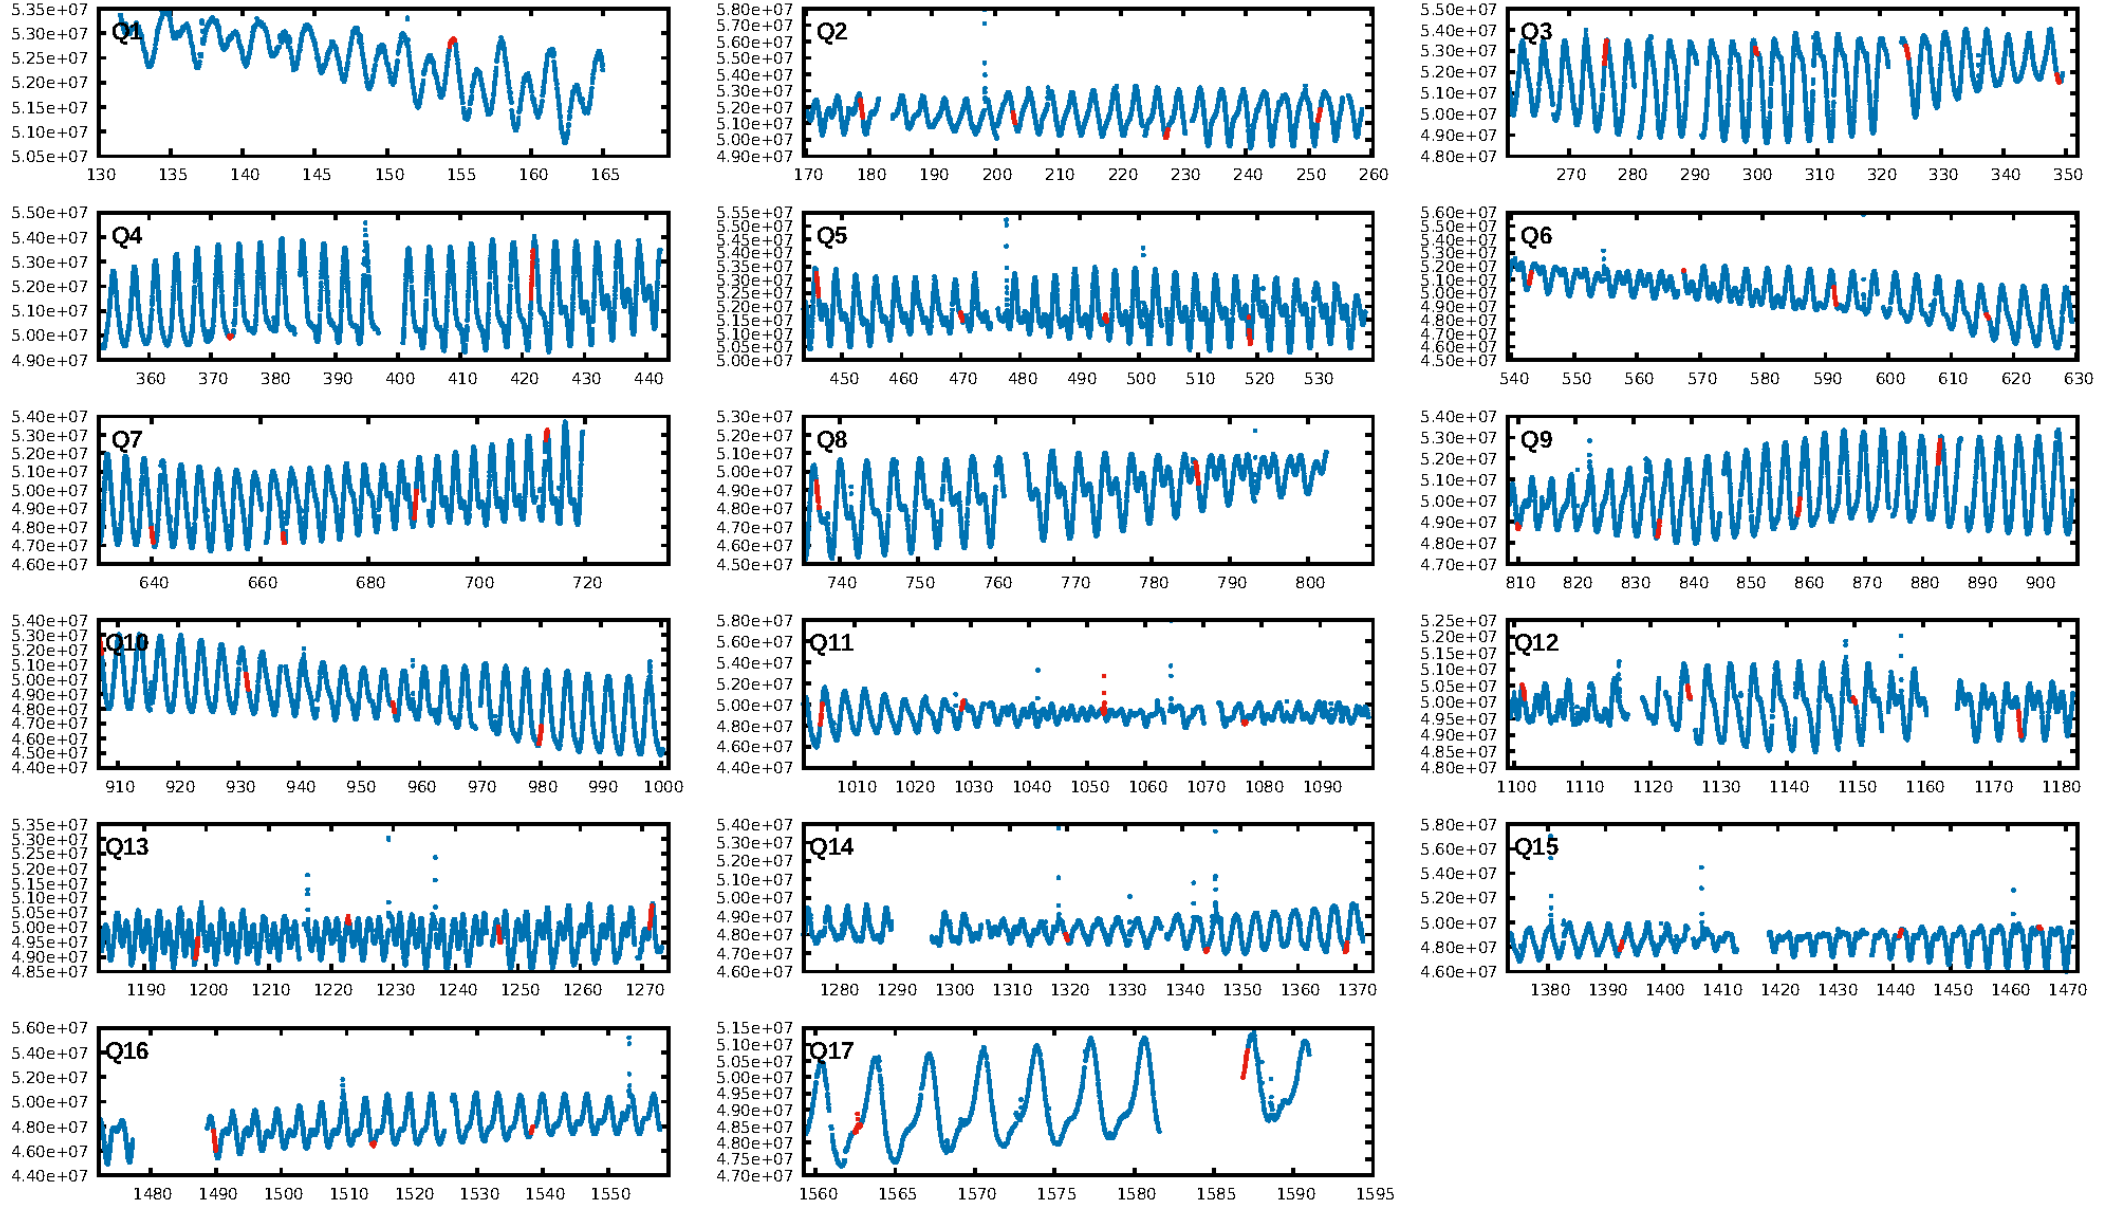 Q1
5.35e+07
5.30e+07
5.25e+07
5.20e+07
5.15e+07
5.10e+07
5.05e+07
130 135 140 145 150 155 160 165
Q2
5.80e+07
5.70e+07
5.60e+07
5.50e+07
5.40e+07
5.30e+07
5.20e+07
5.10e+07
5.00e+07
4.90e+07
170 180 190 200 210 220 230 240 250 260
Q3
5.50e+07
5.40e+07
5.30e+07
5.20e+07
5.10e+07
5.00e+07
4.90e+07
4.80e+07
270 280 290 300 310 320 330 340 350
Q4
5.50e+07
5.40e+07
5.30e+07
5.20e+07
5.10e+07
5.00e+07
4.90e+07
360 370 380 390 400 410 420 430 440
Q5
5.55e+07
5.50e+07
5.45e+07
5.40e+07
5.35e+07
5.30e+07
5.25e+07
5.20e+07
5.15e+07
5.10e+07
5.05e+07
5.00e+07
450 460 470 480 490 500 510 520 530
Q6
5.60e+07
5.50e+07
5.40e+07
5.30e+07
5.20e+07
5.10e+07
5.00e+07
4.90e+07
4.80e+07
4.70e+07
4.60e+07
4.50e+07
540 550 560 570 580 590 600 610 620 630
Q7
5.40e+07
5.30e+07
5.20e+07
5.10e+07
5.00e+07
4.90e+07
4.80e+07
4.70e+07
4.60e+07
640 660 680 700 720
Q8
5.30e+07
5.20e+07
5.10e+07
5.00e+07
4.90e+07
4.80e+07
4.70e+07
4.60e+07
4.50e+07
740 750 760 770 780 790 800
Q9
5.40e+07
5.30e+07
5.20e+07
5.10e+07
5.00e+07
4.90e+07
4.80e+07
4.70e+07
810 820 830 840 850 860 870 880 890 900
Q10
5.40e+07
5.30e+07
5.20e+07
5.10e+07
5.00e+07
4.90e+07
4.80e+07
4.70e+07
4.60e+07
4.50e+07
4.40e+07
910 920 930 940 950 960 970 980 990 1000
Q11
5.80e+07
5.60e+07
5.40e+07
5.20e+07
5.00e+07
4.80e+07
4.60e+07
4.40e+07
1010 1020 1030 1040 1050 1060 1070 1080 1090
Q12
5.25e+07
5.20e+07
5.15e+07
5.10e+07
5.05e+07
5.00e+07
4.95e+07
4.90e+07
4.85e+07
4.80e+07
1100 1110 1120 1130 1140 1150 1160 1170 1180
Q13
5.35e+07
5.30e+07
5.25e+07
5.20e+07
5.15e+07
5.10e+07
5.05e+07
5.00e+07
4.95e+07
4.90e+07
4.85e+07
1190 1200 1210 1220 1230 1240 1250 1260 1270
Q14
5.40e+07
5.30e+07
5.20e+07
5.10e+07
5.00e+07
4.90e+07
4.80e+07
4.70e+07
4.60e+07
1280 1290 1300 1310 1320 1330 1340 1350 1360 1370
Q15
5.80e+07
5.60e+07
5.40e+07
5.20e+07
5.00e+07
4.80e+07
4.60e+07
1380 1390 1400 1410 1420 1430 1440 1450 1460 1470
Q16
5.60e+07
5.40e+07
5.20e+07
5.00e+07
4.80e+07
4.60e+07
4.40e+07
1480 1490 1500 1510 1520 1530 1540 1550
Q17
5.15e+07
5.10e+07
5.05e+07
5.00e+07
4.95e+07
4.90e+07
4.85e+07
4.80e+07
4.75e+07
4.70e+07
1560 1565 1570 1575 1580 1585 1590 1595